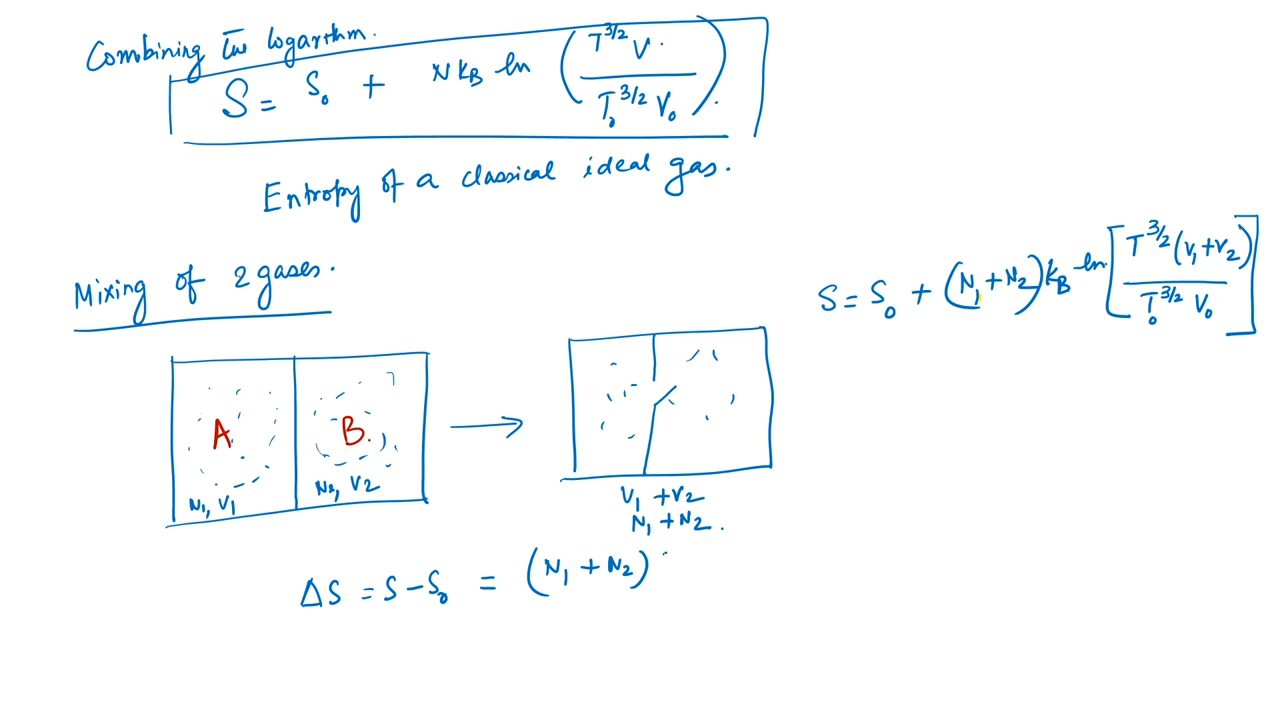 Combining two logarithm.
S = S₀ + N k_B ln (T^3/2 V / T₀^3/2 V₀).
Entropy of a classical ideal gas.
Mixing of 2 gases.
S = S₀ + (N₁ + N₂) k_B ln [T^3/2 (V₁ + V₂) / T₀^3/2 V₀]
A
B
N₁, V₁
N₂, V₂
V₁ + V₂
N₁ + N₂.
ΔS = S − S₀ = (N₁ + N₂)